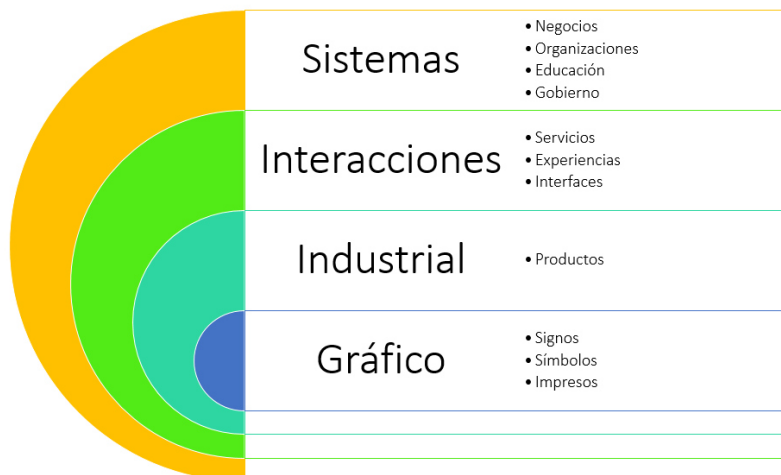 Sistemas
• Negocios
• Organizaciones
• Educación
• Gobierno
Interacciones
• Servicios
• Experiencias
• Interfaces
Industrial
• Productos
Gráfico
• Signos
• Símbolos
• Impresos